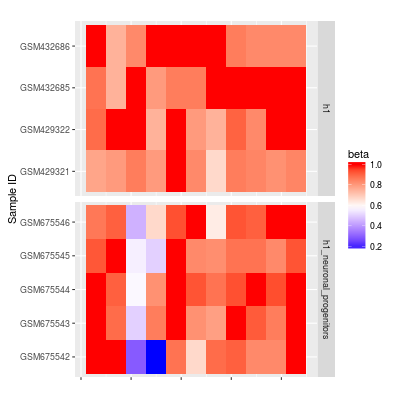 GSM432686
GSM432685
GSM429322
GSM429321
h1
GSM675546
GSM675545
GSM675544
GSM675543
GSM675542
h1_neuronal_progenitors
Sample ID
beta
1.0
0.8
0.6
0.4
0.2